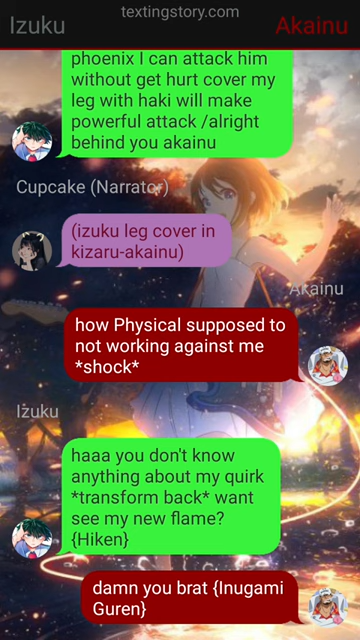 textingstory.com
Izuku
Akainu
phoenix I can attack him
without get hurt cover my
leg with haki will make
powerful attack /alright
behind you akainu
Cupcake (Narrator)
(izuku leg cover in
kizaru-akainu)
Akainu
how Physical supposed to
not working against me
*shock*
Izuku
haaa you don't know
anything about my quirk
*transform back* want
see my new flame?
{Hiken}
damn you brat {Inugami
Guren}